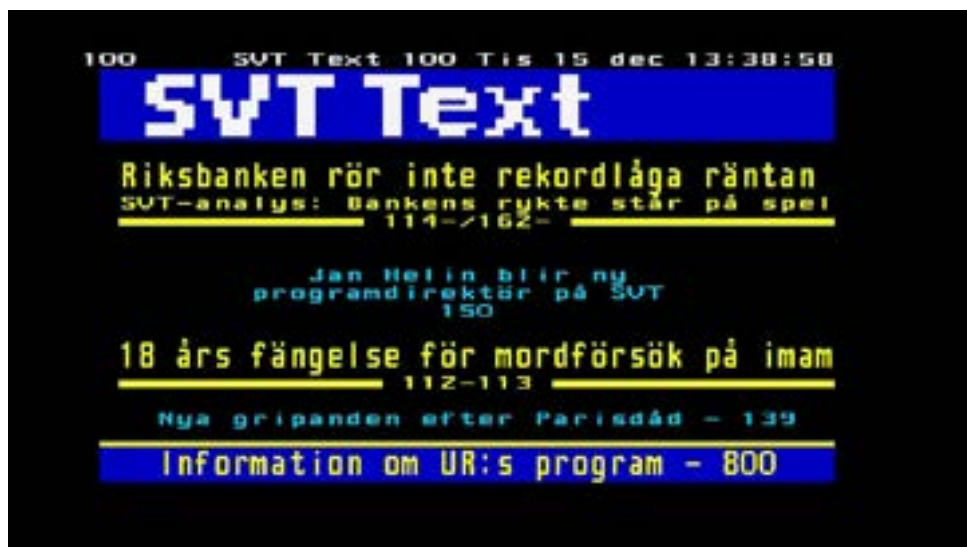 100 SVT Text 100 Tis 15 dec 13:38:58
SVT Text
Riksbanken rör inte rekordlåga räntan
SVT-analys: Bankens rykte står på spel
114-/162-
Jan Helin blir ny
programdirektör på SVT
150
18 års fängelse för mordförsök på imam
112-113
Nya gripanden efter Parisdåd - 139
Information om UR:s program - 800